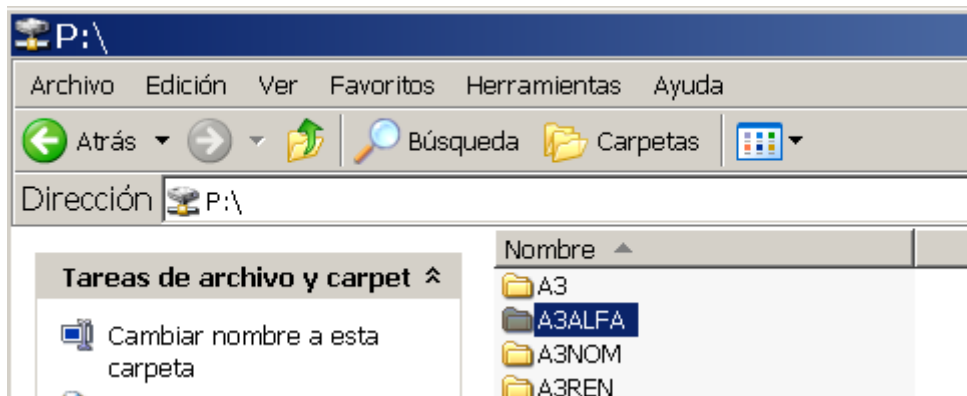 P:\
Archivo Edición Ver Favoritos Herramientas Ayuda
Atrás Búsqueda Carpetas
Dirección P:\
Tareas de archivo y carpet
Cambiar nombre a esta
carpeta
Nombre
A3
A3ALFA
A3NOM
A3REN